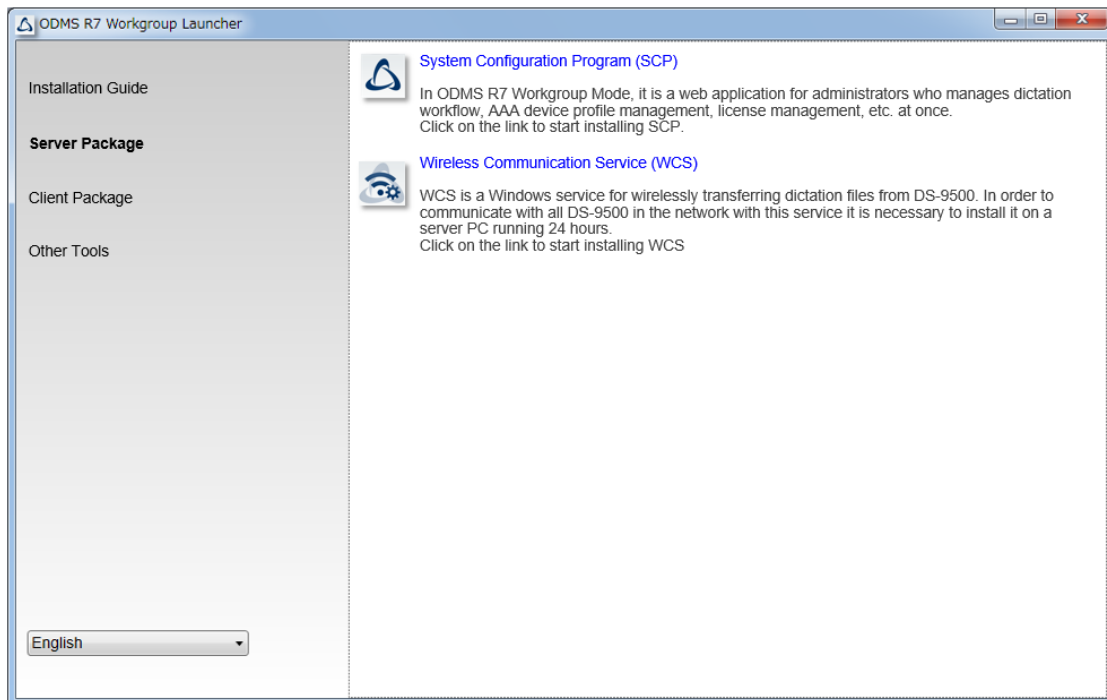 ODMS R7 Workgroup Launcher
Installation Guide
Server Package
Client Package
Other Tools
English
System Configuration Program (SCP)
In ODMS R7 Workgroup Mode, it is a web application for administrators who manages dictation
workflow, AAA device profile management, license management, etc. at once.
Click on the link to start installing SCP.
Wireless Communication Service (WCS)
WCS is a Windows service for wirelessly transferring dictation files from DS-9500. In order to
communicate with all DS-9500 in the network with this service it is necessary to install it on a
server PC running 24 hours.
Click on the link to start installing WCS